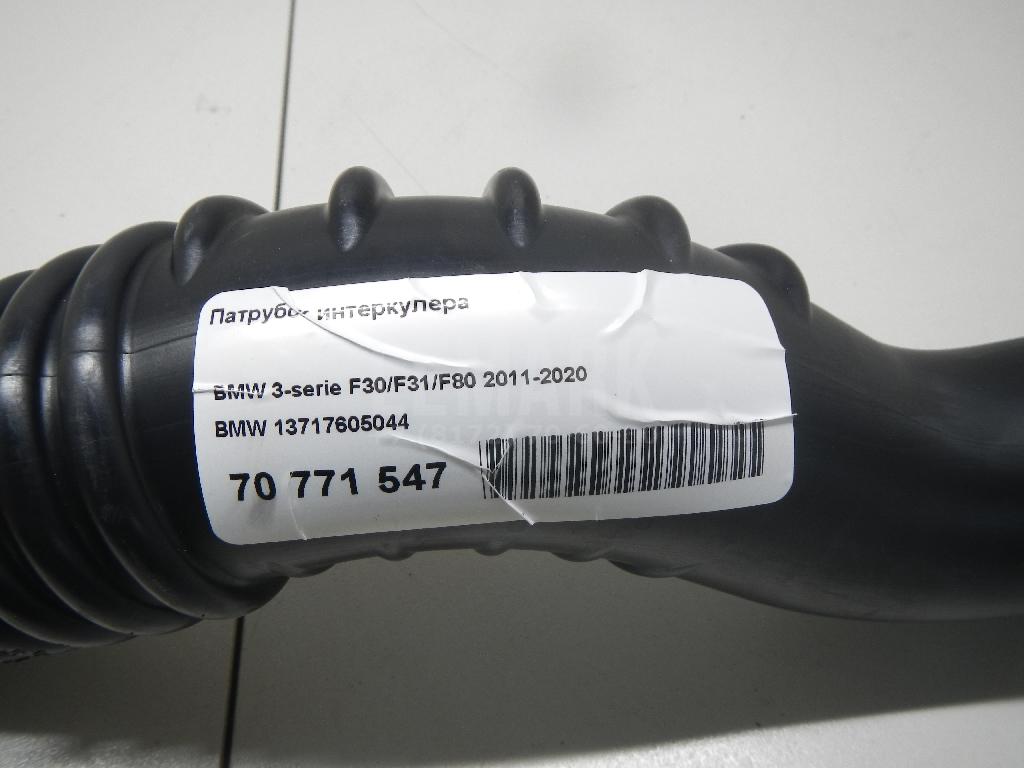 Патрубок интеркулера
BMW 3-serie F30/F31/F80 2011-2020
BMW 13717605044
70 771 547